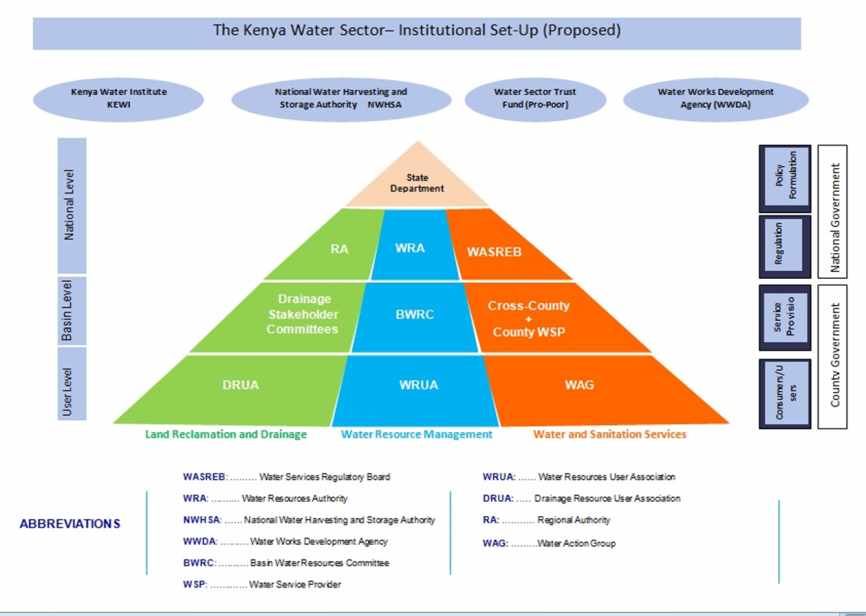 The Kenya Water Sector– Institutional Set-Up (Proposed)
Kenya Water Institute
KEWI
National Water Harvesting and
Storage Authority NWHSA
Water Sector Trust
Fund (Pro-Poor)
Water Works Development
Agency (WWDA)
National Level
Basin Level
User Level
State
Department
RA
WRA
WASREB
Drainage
Stakeholder
Committees
BWRC
Cross-County
+
County WSP
DRUA
WRUA
WAG
Land Reclamation and Drainage
Water Resource Management
Water and Sanitation Services
Policy
Formulation
Regulation
Service
Provisio
Consumers/U
sers
National Government
County Government
ABBREVIATIONS
WASREB: ......... Water Services Regulatory Board
WRA: .......... Water Resources Authority
NWHSA: ...... National Water Harvesting and Storage Authority
WWDA: .......... Water Works Development Agency
BWRC: .......... Basin Water Resources Committee
WSP: ............. Water Service Provider
WRUA: ...... Water Resources User Association
DRUA: ..... Drainage Resource User Association
RA: ........... Regional Authority
WAG: .........Water Action Group